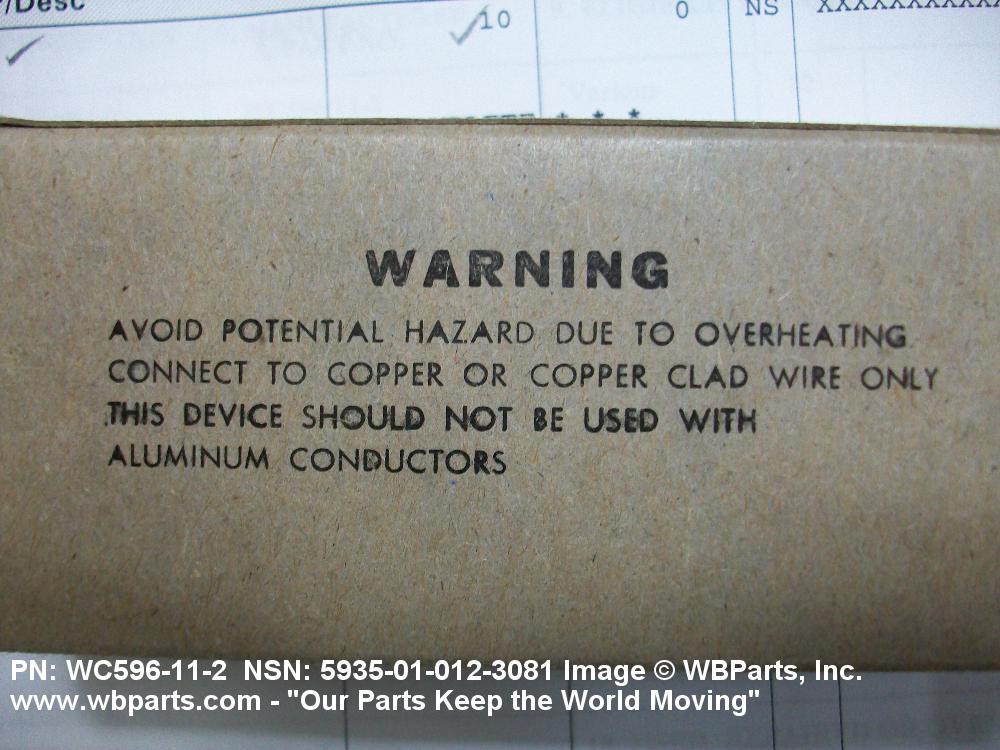 /Desc
10 0 NS XXXXXXXXXXX
* * *
WARNING
AVOID POTENTIAL HAZARD DUE TO OVERHEATING
CONNECT TO COPPER OR COPPER CLAD WIRE ONLY
THIS DEVICE SHOULD NOT BE USED WITH
ALUMINUM CONDUCTORS
PN: WC596-11-2 NSN: 5935-01-012-3081 Image © WBParts, Inc.
www.wbparts.com - "Our Parts Keep the World Moving"